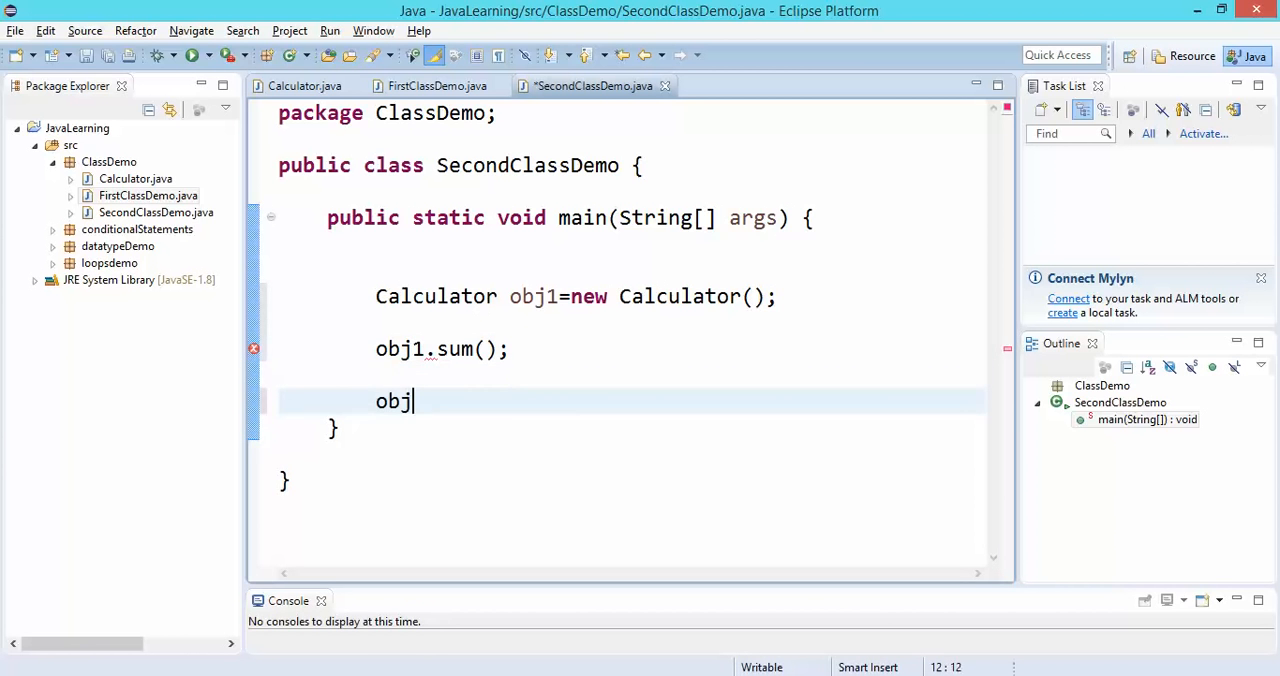 Java - JavaLearning/src/ClassDemo/SecondClassDemo.java - Eclipse Platform
File Edit Source Refactor Navigate Search Project Run Window Help
Quick Access
Resource
Java
Package Explorer
JavaLearning
src
ClassDemo
Calculator.java
FirstClassDemo.java
SecondClassDemo.java
conditionalStatements
datatypeDemo
loopsdemo
JRE System Library [JavaSE-1.8]
Calculator.java
FirstClassDemo.java
*SecondClassDemo.java
package ClassDemo;
public class SecondClassDemo {
public static void main(String[] args) {
Calculator obj1=new Calculator();
obj1.sum();
obj
}
}
Task List
Find
All
Activate...
Connect Mylyn
Connect to your task and ALM tools or
create a local task.
Outline
ClassDemo
SecondClassDemo
main(String[]) : void
Console
No consoles to display at this time.
Writable
Smart Insert
12 : 12